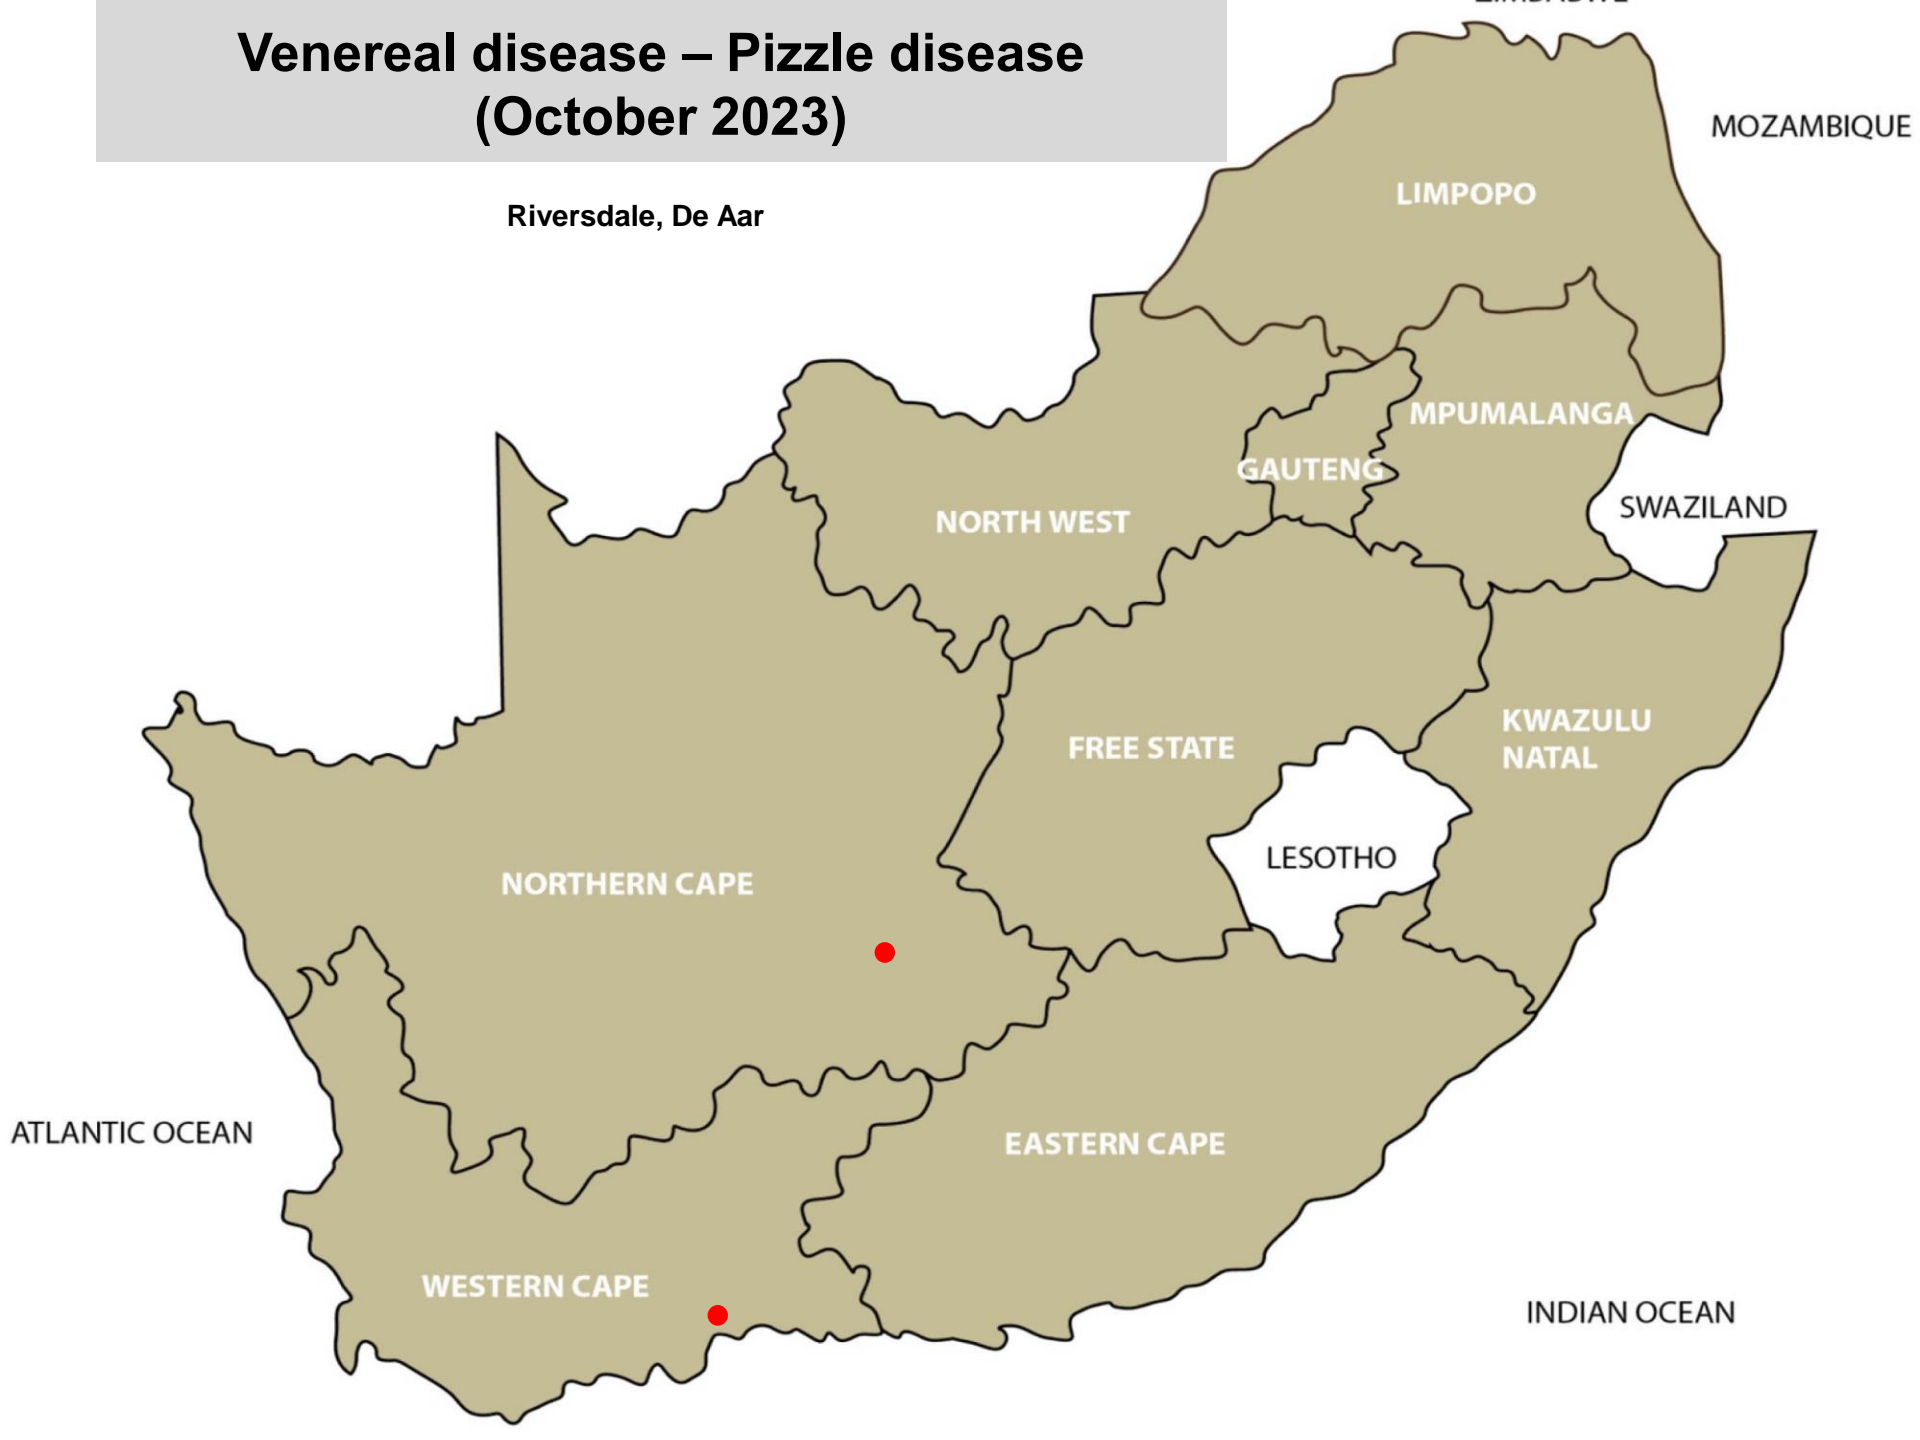 Venereal disease – Pizzle disease
(October 2023)
Riversdale, De Aar
MOZAMBIQUE
LIMPOPO
MPUMALANGA
GAUTENG
SWAZILAND
NORTH WEST
KWAZULU
NATAL
FREE STATE
LESOTHO
NORTHERN CAPE
ATLANTIC OCEAN
EASTERN CAPE
WESTERN CAPE
INDIAN OCEAN